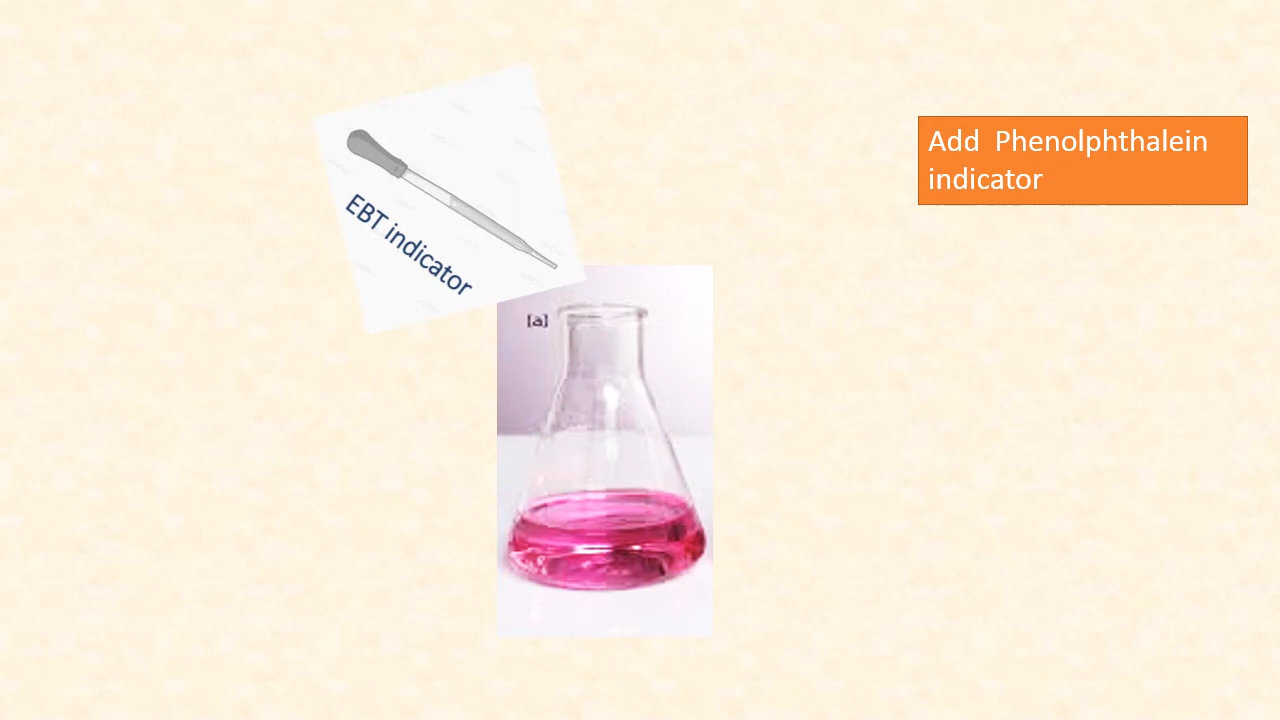 Add Phenolphthalein
indicator
EBT indicator
[a]